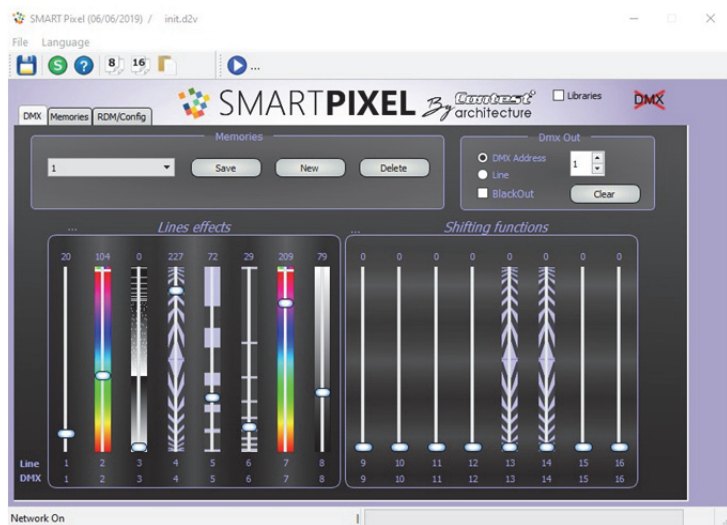 SMART Pixel (06/06/2019) / init.d2v
File Language
S ? 8 16 ...
DMX Memories RDM/Config
SMARTPIXEL By Contest architecture
Libraries
DMX
Memories
1 Save New Delete
Dmx Out
DMX Address
Line
1
BlackOut
Clear
... Lines effects
20 104 0 227 72 29 209 79
Line 1 2 3 4 5 6 7 8
DMX 1 2 3 4 5 6 7 8
... Shifting functions
0 0 0 0 0 0 0 0
9 10 11 12 13 14 15 16
9 10 11 12 13 14 15 16
Network On